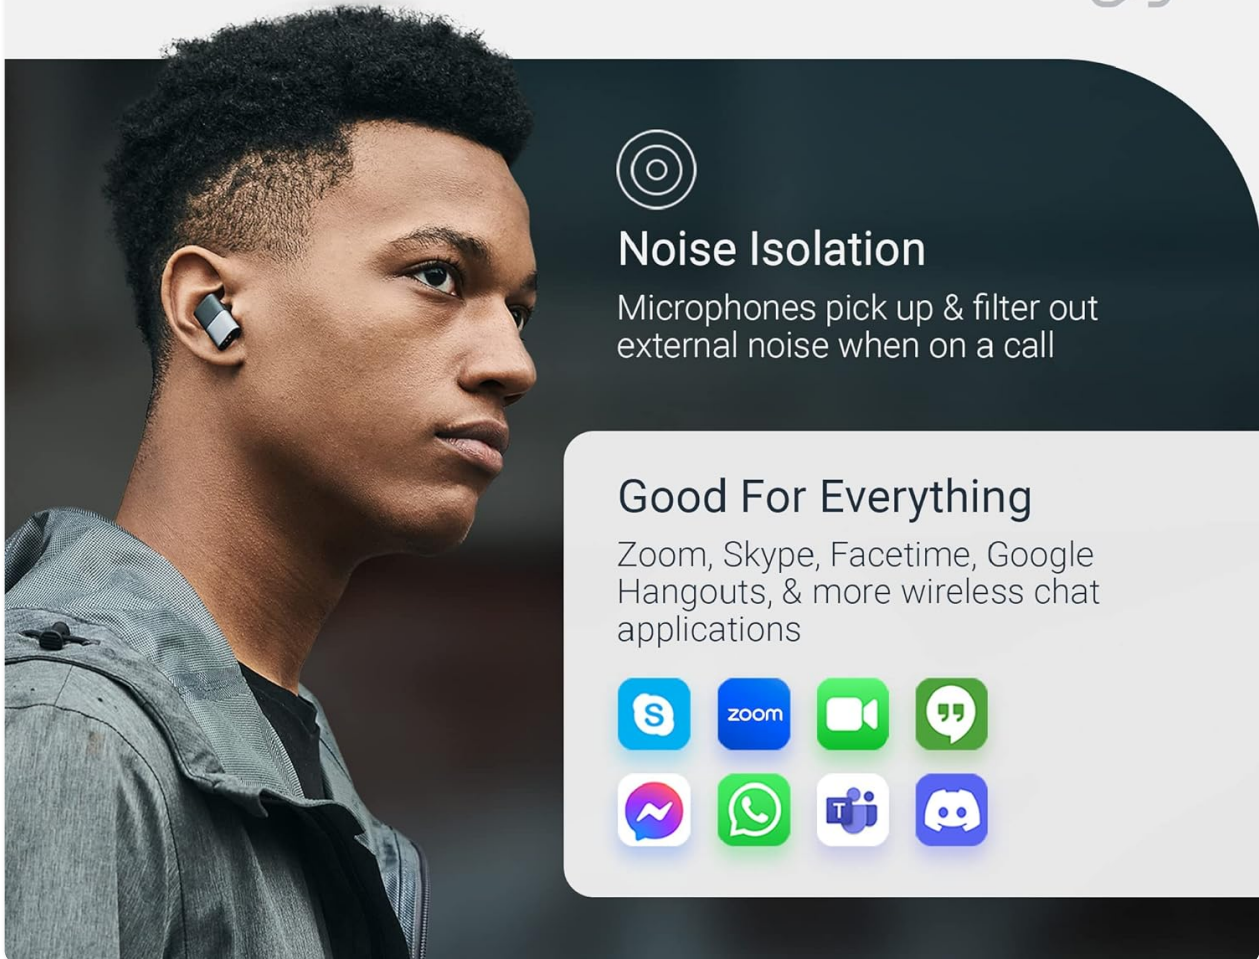 Noise Isolation
Microphones pick up & filter out
external noise when on a call
Good For Everything
Zoom, Skype, Facetime, Google
Hangouts, & more wireless chat
applications
S
zoom
T